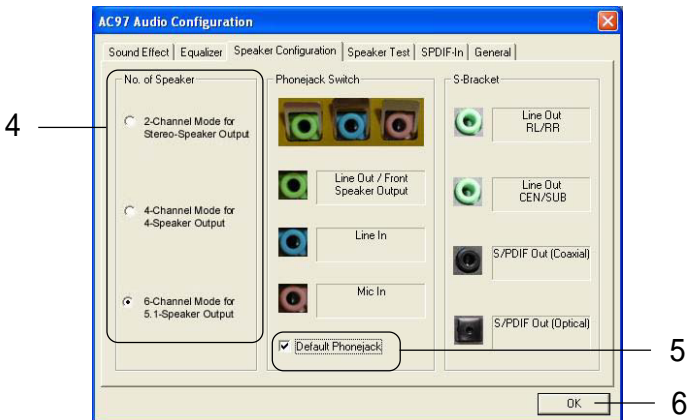 AC97 Audio Configuration
Sound Effect
Equalizer
Speaker Configuration
Speaker Test
SPDIF-In
General
No. of Speaker
2-Channel Mode for
Stereo-Speaker Output
4-Channel Mode for
4-Speaker Output
6-Channel Mode for
5.1-Speaker Output
Phonejack Switch
Line Out / Front
Speaker Output
Line In
Mic In
Default Phonejack
S-Bracket
Line Out
RL/RR
Line Out
CEN/SUB
S/PDIF Out (Coaxial)
S/PDIF Out (Optical)
OK
4
5
6